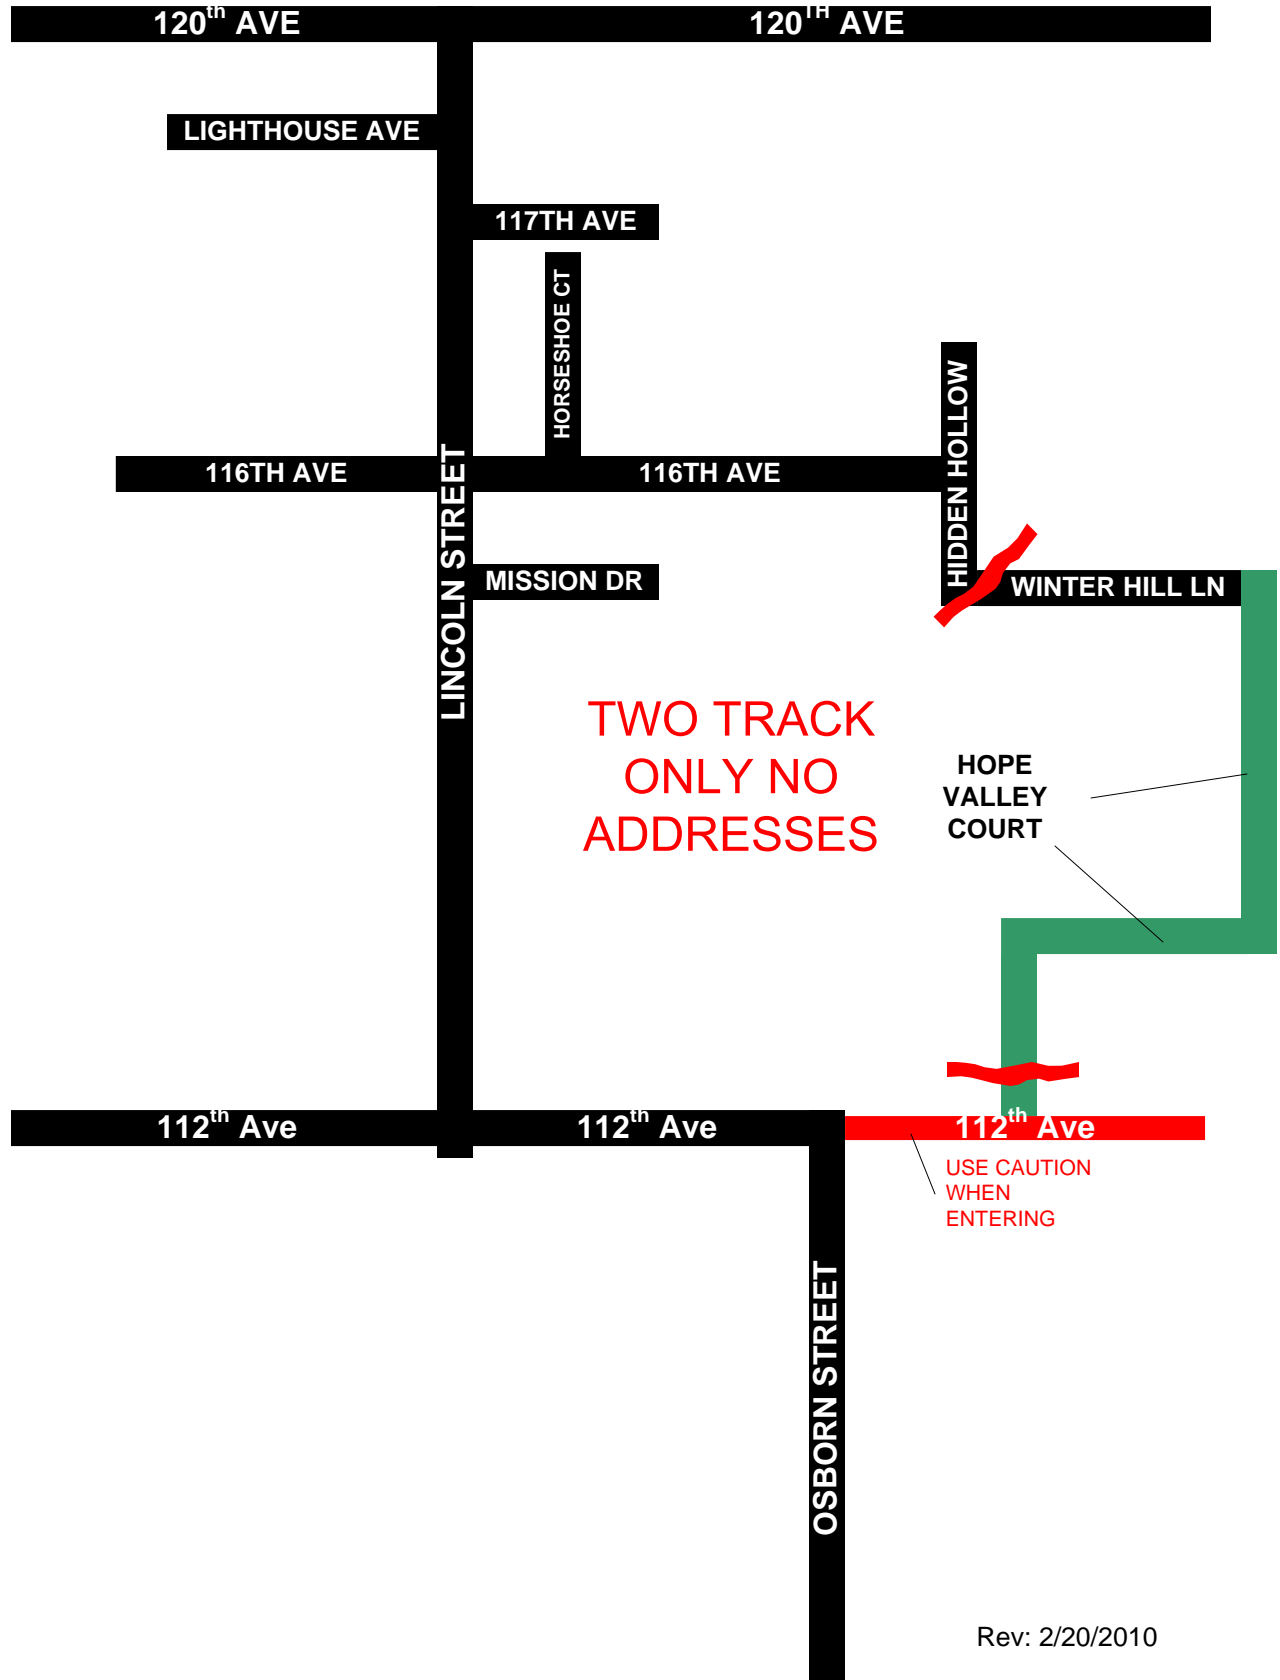 120th AVE
120TH AVE
LIGHTHOUSE AVE
117TH AVE
HORSESHOE CT
HIDDEN HOLLOW
116TH AVE
116TH AVE
LINCOLN STREET
MISSION DR
WINTER HILL LN
TWO TRACK
ONLY NO
ADDRESSES
HOPE
VALLEY
COURT
112th Ave
112th Ave
112th Ave
USE CAUTION
WHEN
ENTERING
OSBORN STREET
Rev: 2/20/2010